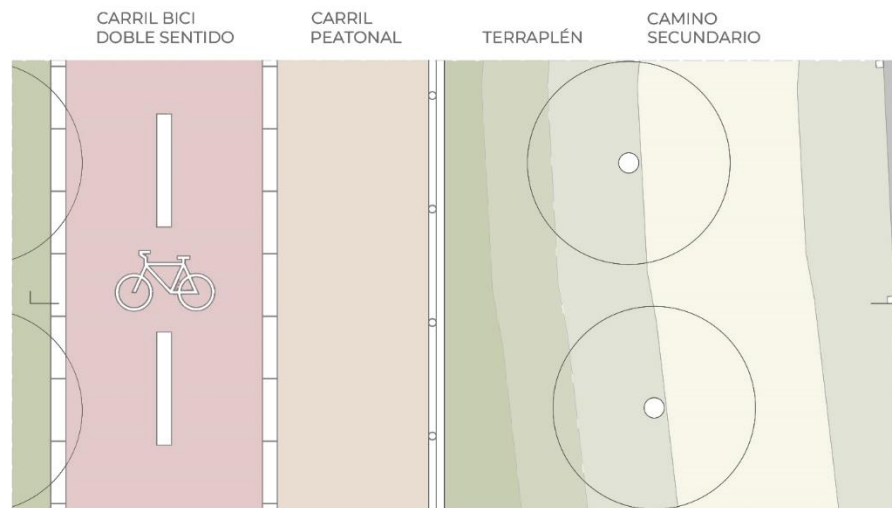 CARRIL BICI
DOBLE SENTIDO
CARRIL
PEATONAL
TERRAPLÉN
CAMINO
SECUNDARIO